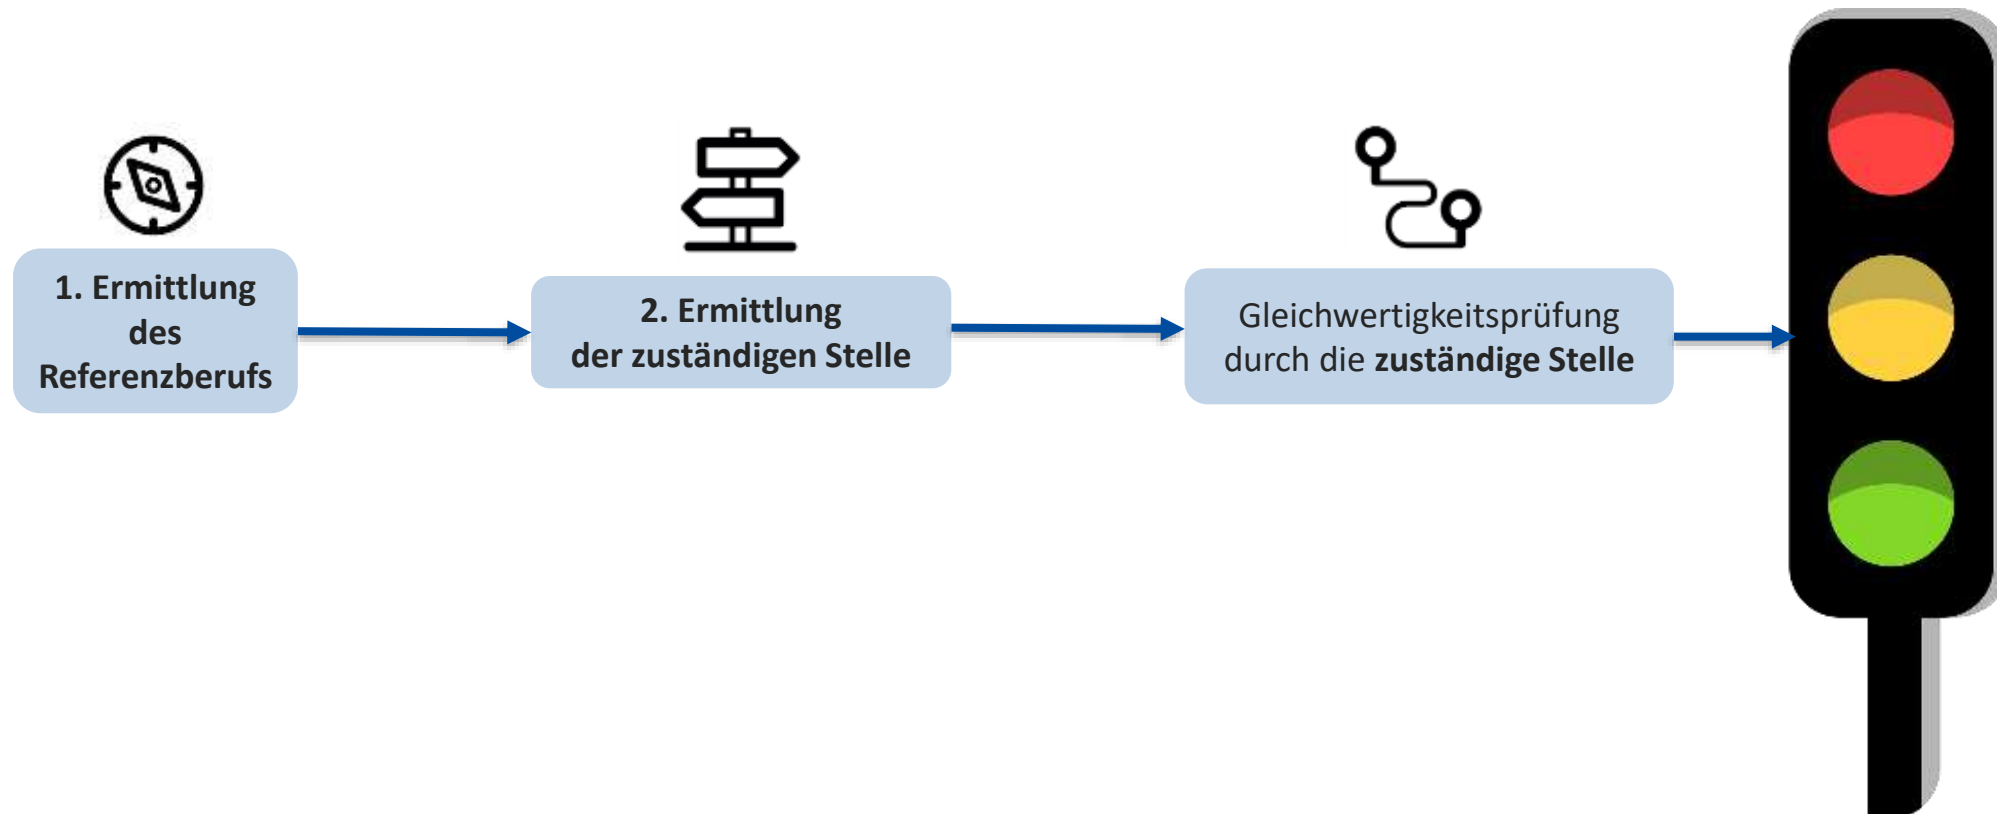 1. Ermittlung
des
Referenzberufs
2. Ermittlung
der zuständigen Stelle
Gleichwertigkeitsprüfung
durch die zuständige Stelle